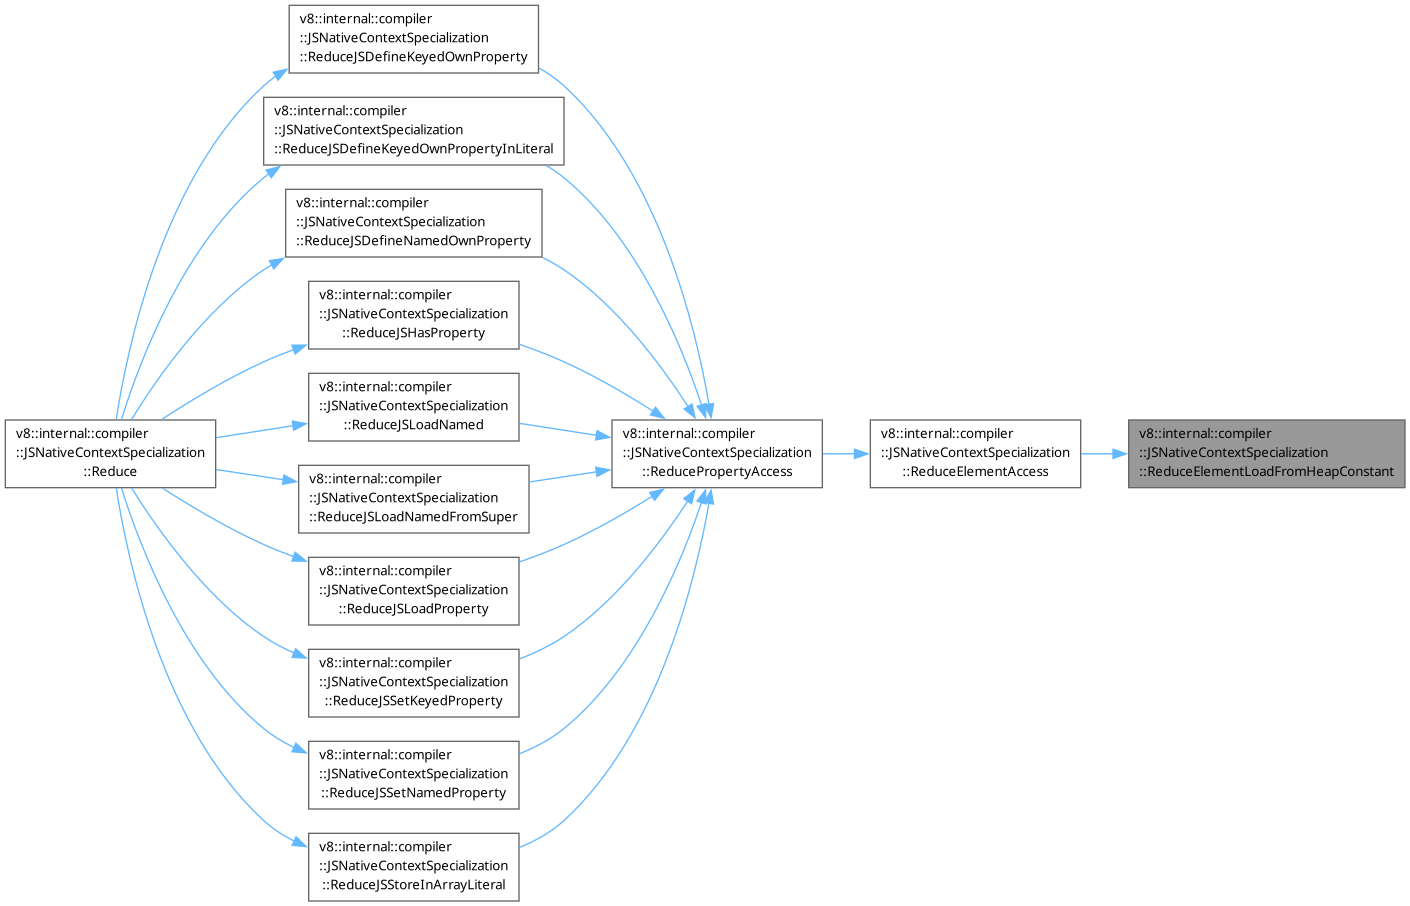 v8::internal::compiler
::JSNativeContextSpecialization
::ReduceJSDefineKeyedOwnProperty
v8::internal::compiler
::JSNativeContextSpecialization
::ReduceJSDefineKeyedOwnPropertyInLiteral
v8::internal::compiler
::JSNativeContextSpecialization
::ReduceJSDefineNamedOwnProperty
v8::internal::compiler
::JSNativeContextSpecialization
::ReduceJSHasProperty
v8::internal::compiler
::JSNativeContextSpecialization
::ReduceJSLoadNamed
v8::internal::compiler
::JSNativeContextSpecialization
::Reduce
v8::internal::compiler
::JSNativeContextSpecialization
::ReducePropertyAccess
v8::internal::compiler
::JSNativeContextSpecialization
::ReduceElementAccess
v8::internal::compiler
::JSNativeContextSpecialization
::ReduceElementLoadFromHeapConstant
v8::internal::compiler
::JSNativeContextSpecialization
::ReduceJSLoadNamedFromSuper
v8::internal::compiler
::JSNativeContextSpecialization
::ReduceJSLoadProperty
v8::internal::compiler
::JSNativeContextSpecialization
::ReduceJSSetKeyedProperty
v8::internal::compiler
::JSNativeContextSpecialization
::ReduceJSSetNamedProperty
v8::internal::compiler
::JSNativeContextSpecialization
::ReduceJSStoreInArrayLiteral